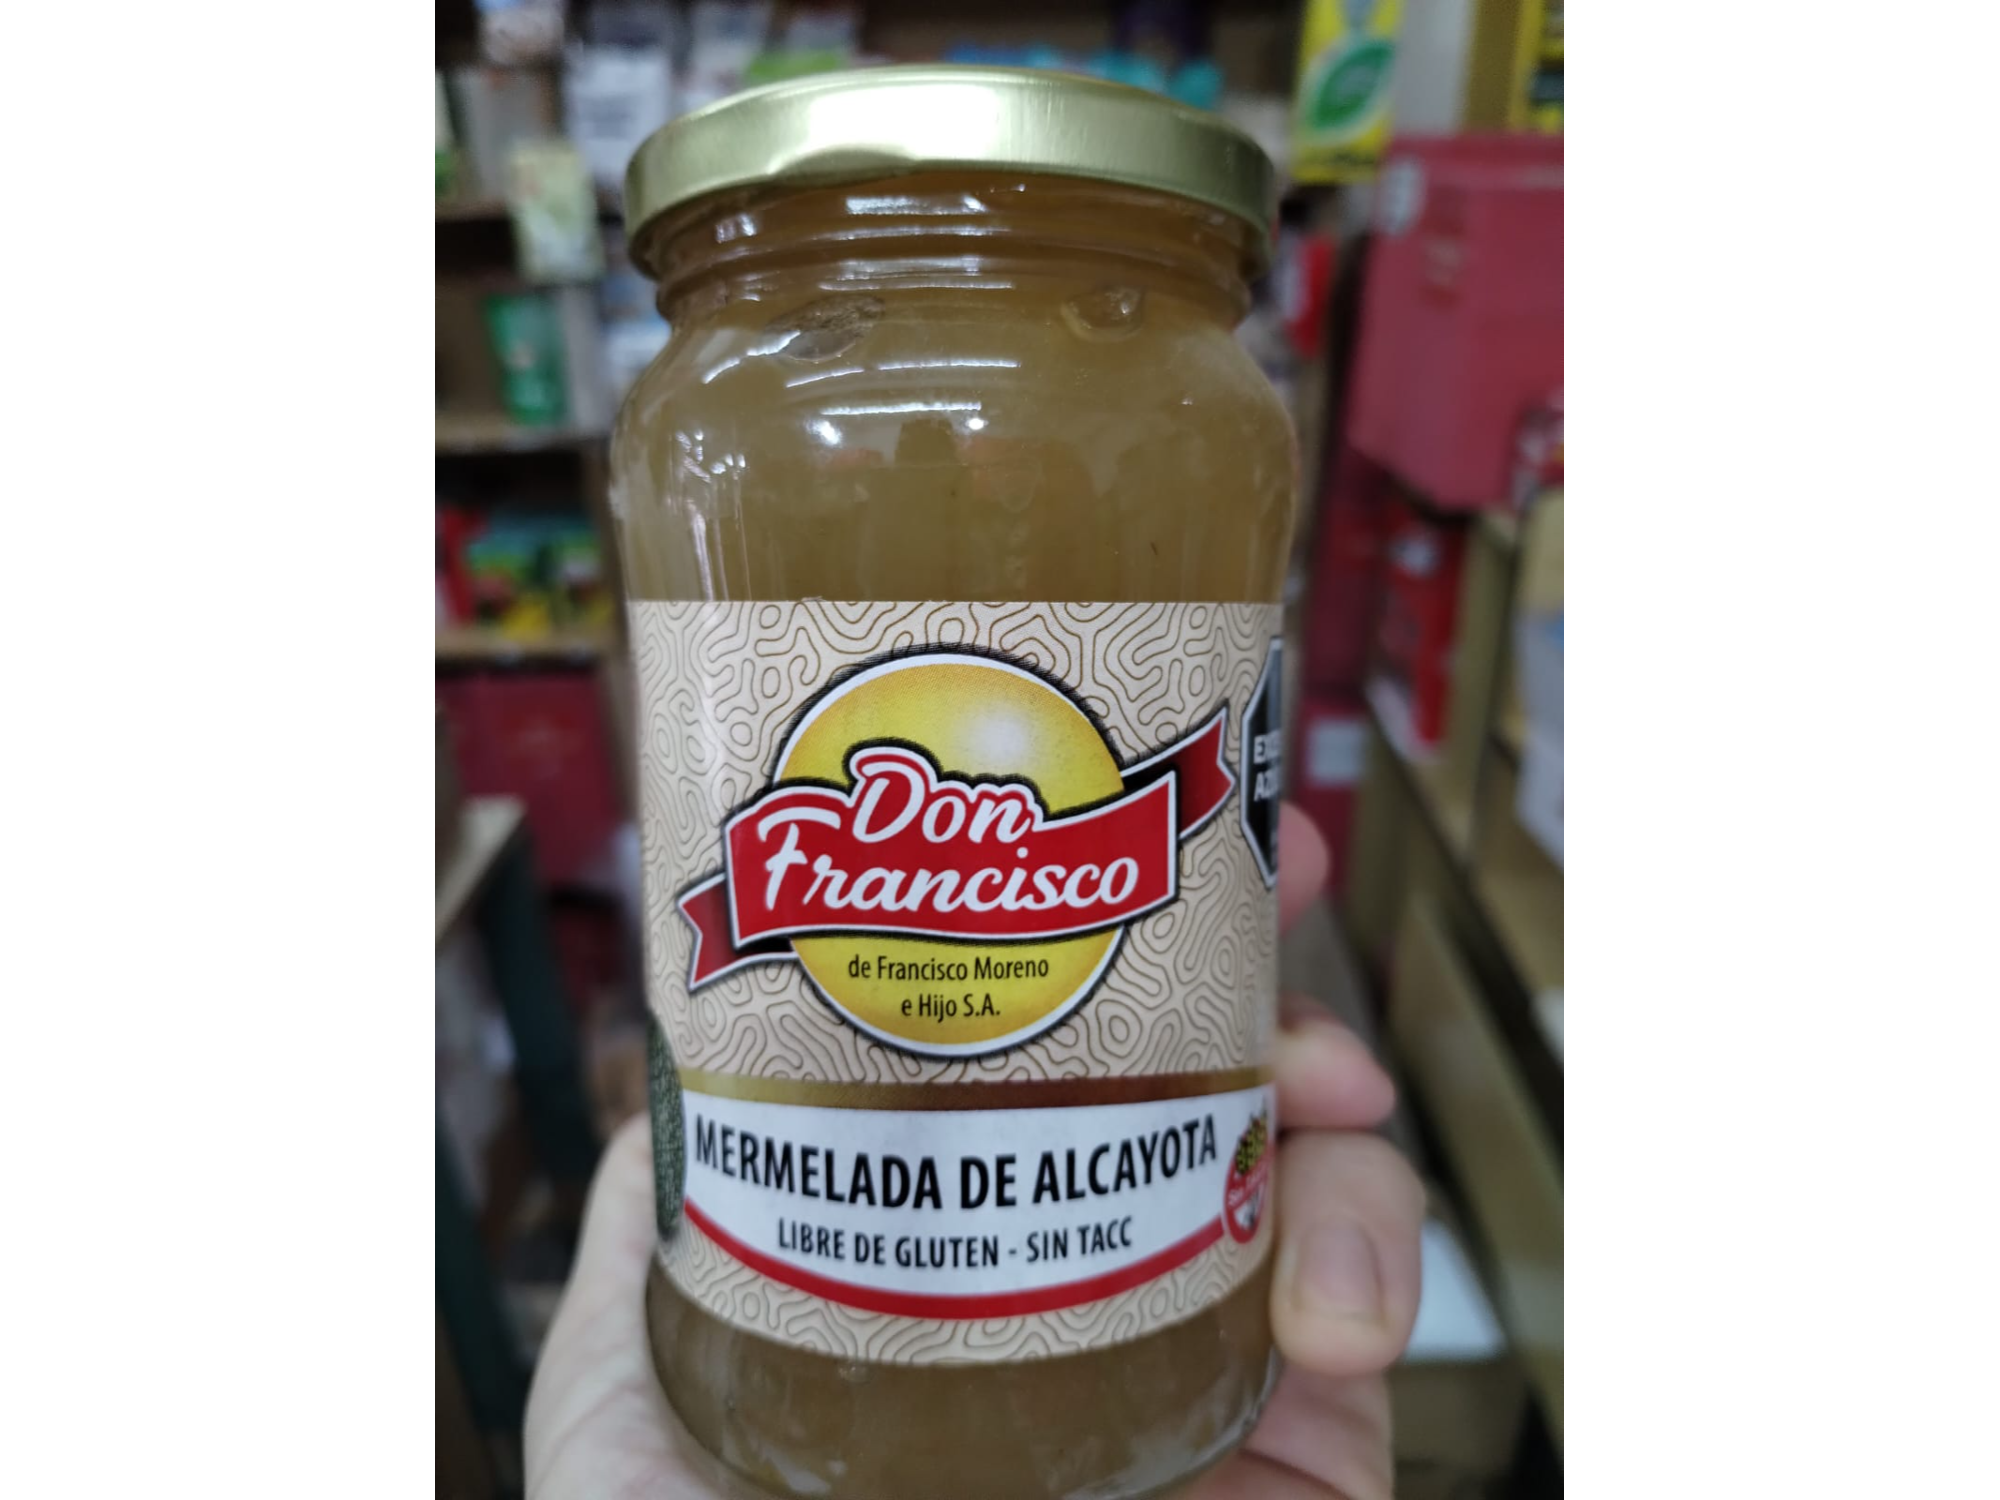 Don
Francisco
de Francisco Moreno
e Hijo S.A.
MERMELADA DE ALCAYOTA
LIBRE DE GLUTEN - SIN TACC